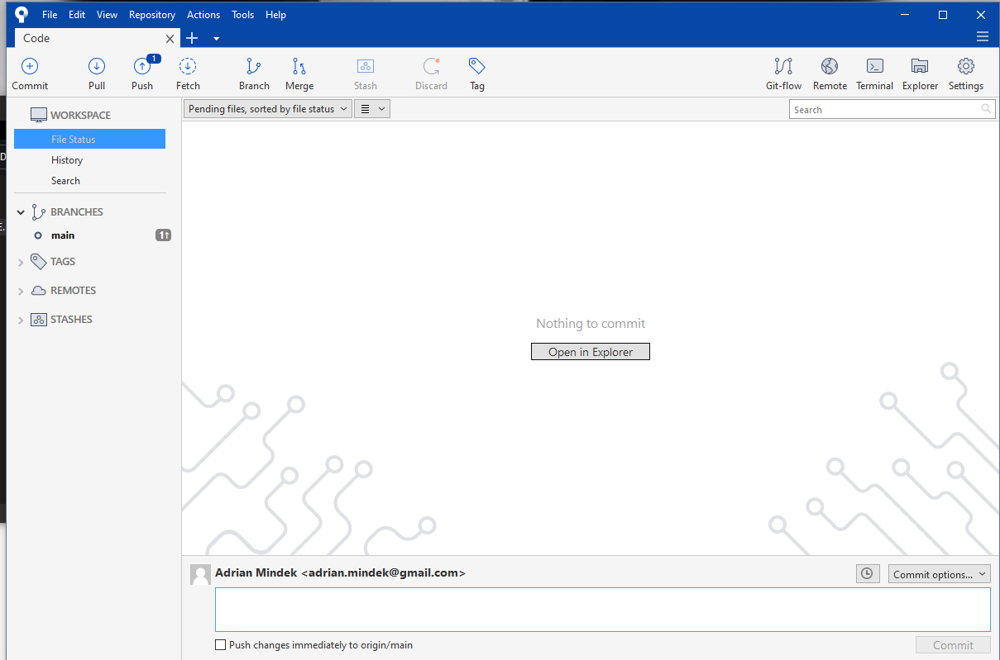 File Edit View Repository Actions Tools Help
Code
1
Commit Pull Push Fetch Branch Merge Stash Discard Tag Git-flow Remote Terminal Explorer Settings
WORKSPACE
File Status
History
Search
BRANCHES
main 1↑
TAGS
REMOTES
STASHES
Pending files, sorted by file status
Search
Nothing to commit
Open in Explorer
Adrian Mindek <adrian.mindek@gmail.com>
Commit options...
Push changes immediately to origin/main
Commit